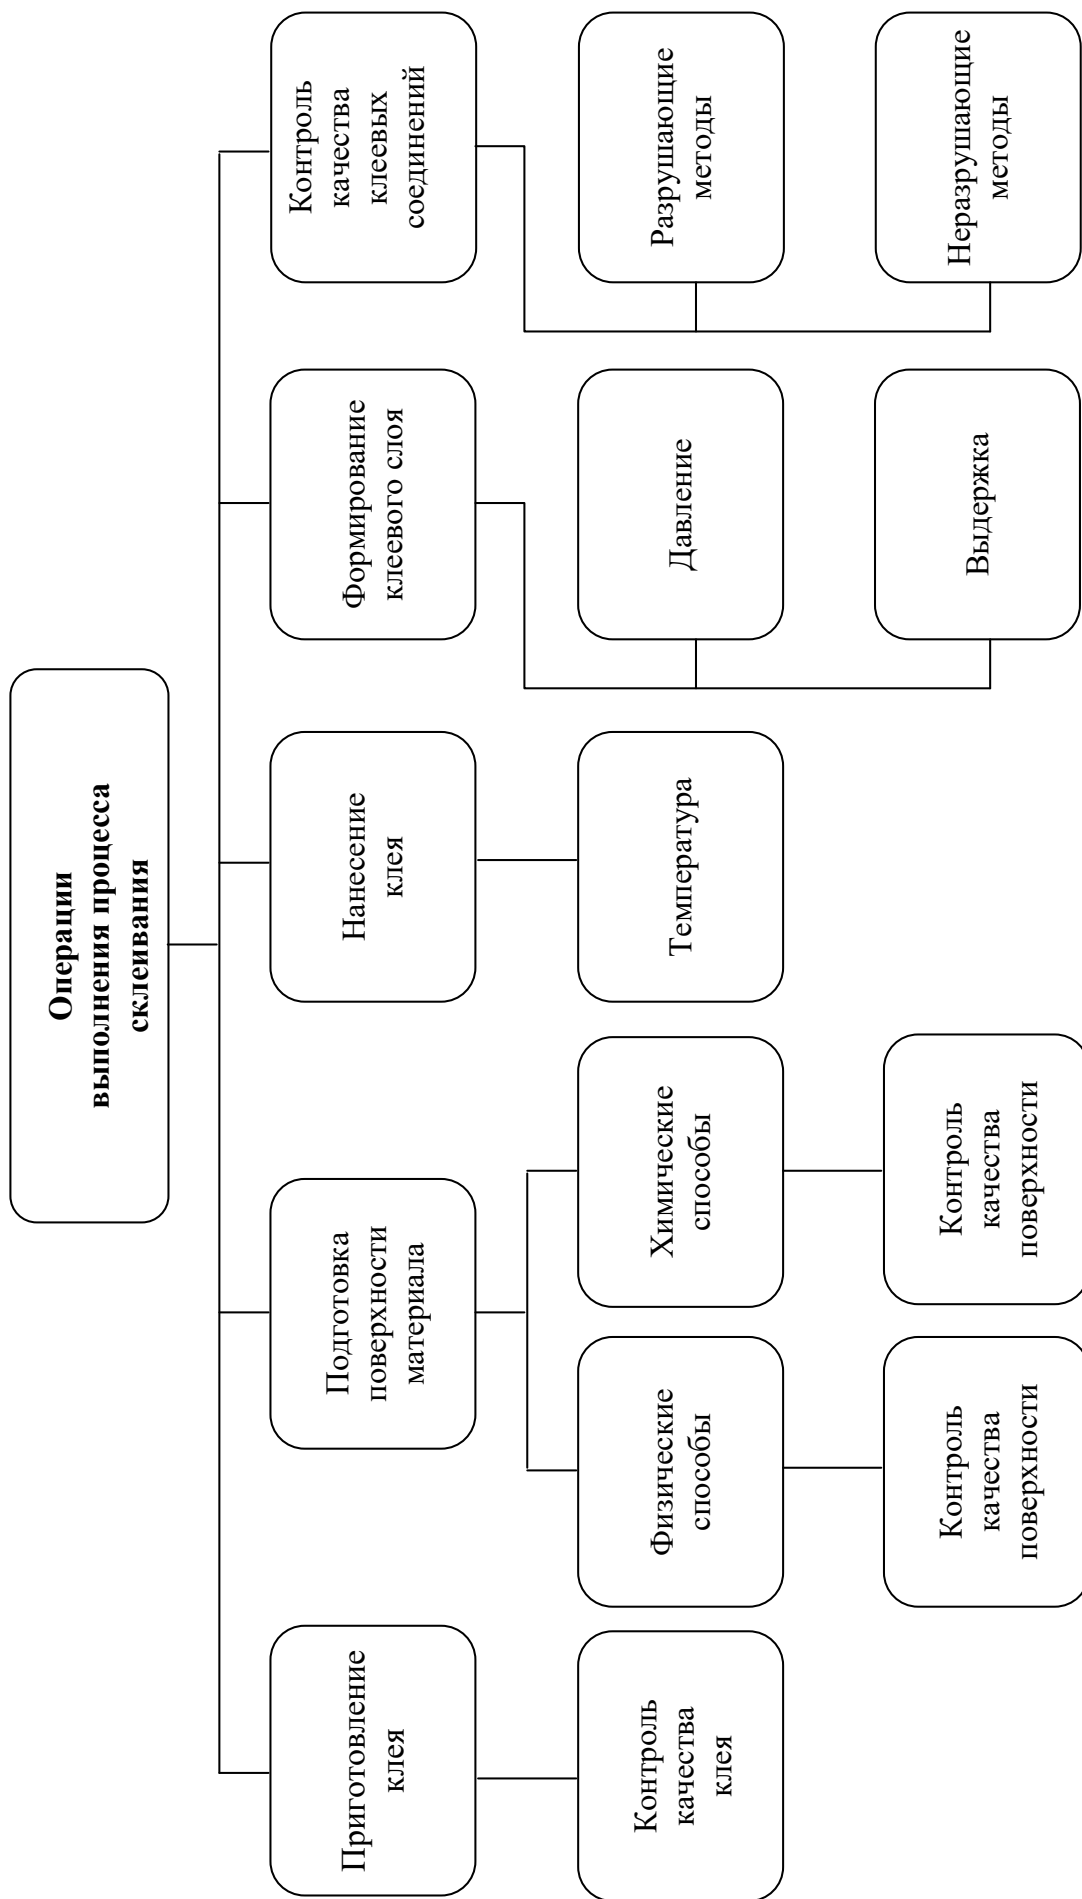 Операции
выполнения процесса
склеивания
Приготовление
клея
Подготовка
поверхности
материала
Нанесение
клея
Формирование
клеевого слоя
Контроль
качества
клеевых
соединений
Контроль
качества
клея
Физические
способы
Химические
способы
Температура
Давление
Разрушающие
методы
Контроль
качества
поверхности
Контроль
качества
поверхности
Выдержка
Неразрушающие
методы